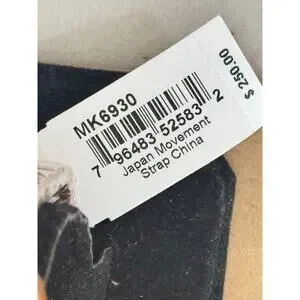 MK6930
7 96483 52583 2
Japan Movement
Strap China
$ 250.00